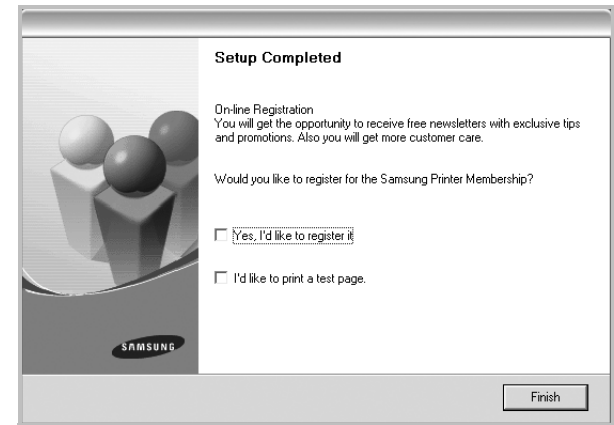 Setup Completed
On-line Registration
You will get the opportunity to receive free newsletters with exclusive tips
and promotions. Also you will get more customer care.
Would you like to register for the Samsung Printer Membership?
Yes, I'd like to register it
I'd like to print a test page.
SAMSUNG
Finish